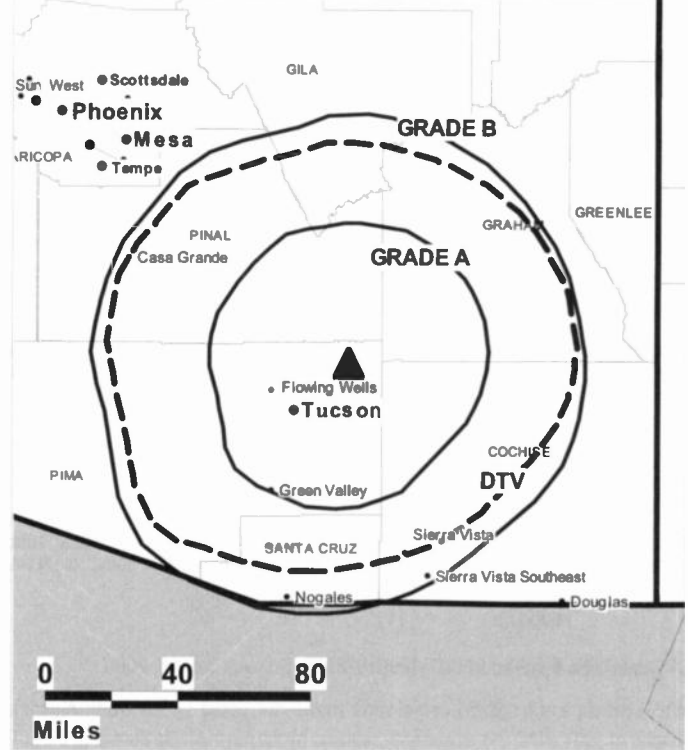 GILA
Sun West
Scottsdale
Phoenix
Mesa
ARICOPA
Tempe
GRADE B
GREENLEE
GRAHAM
PINAL
Casa Grande
GRADE A
Flowing Wells
Tucson
COCHISE
PIMA
Green Valley
DTV
Sierra Vista
SANTA CRUZ
Sierra Vista Southeast
Nogales
Douglas
0 40 80
Miles